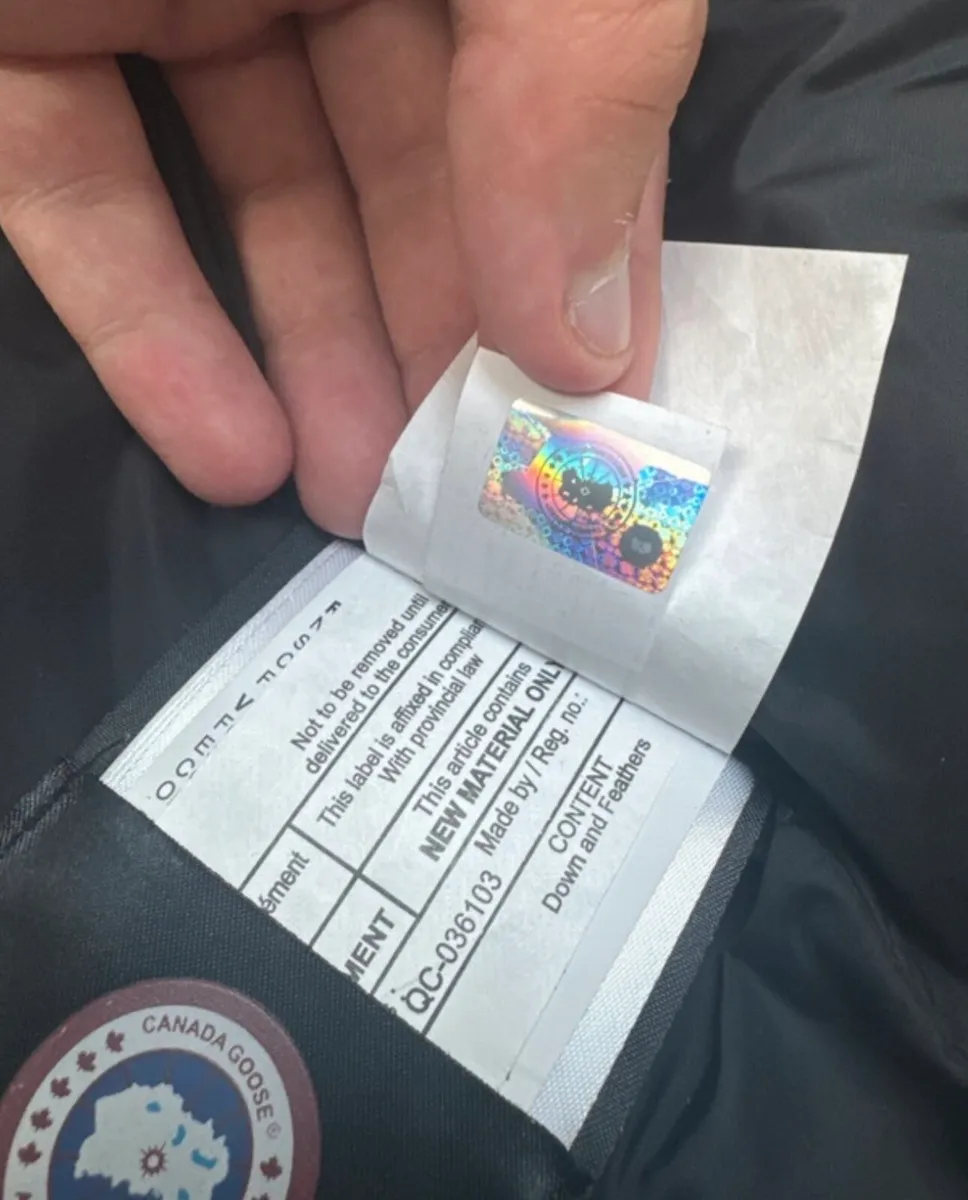 Not to be removed until
delivered to the consumer
This label is affixed in complian
With provincial law
This article contains
NEW MATERIAL ONLY
Made by / Reg. no.:
QC-036103
CONTENT
Down and Feathers
ément
MENT
CANADA GOOSE®